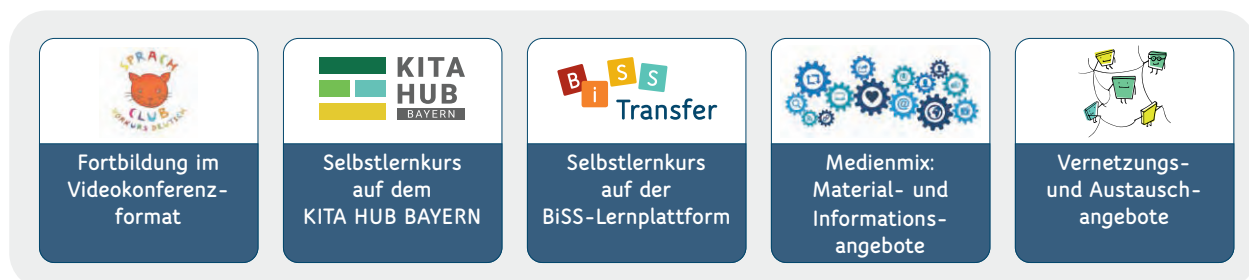 SPRACH
CLUB
VORKURS DEUTSCH
Fortbildung im
Videokonferenz-
format
KITA
HUB
BAYERN
Selbstlernkurs
auf dem
KITA HUB BAYERN
BiSS
Transfer
Selbstlernkurs
auf der
BiSS-Lernplattform
Medienmix:
Material- und
Informations-
angebote
Vernetzungs-
und Austausch-
angebote